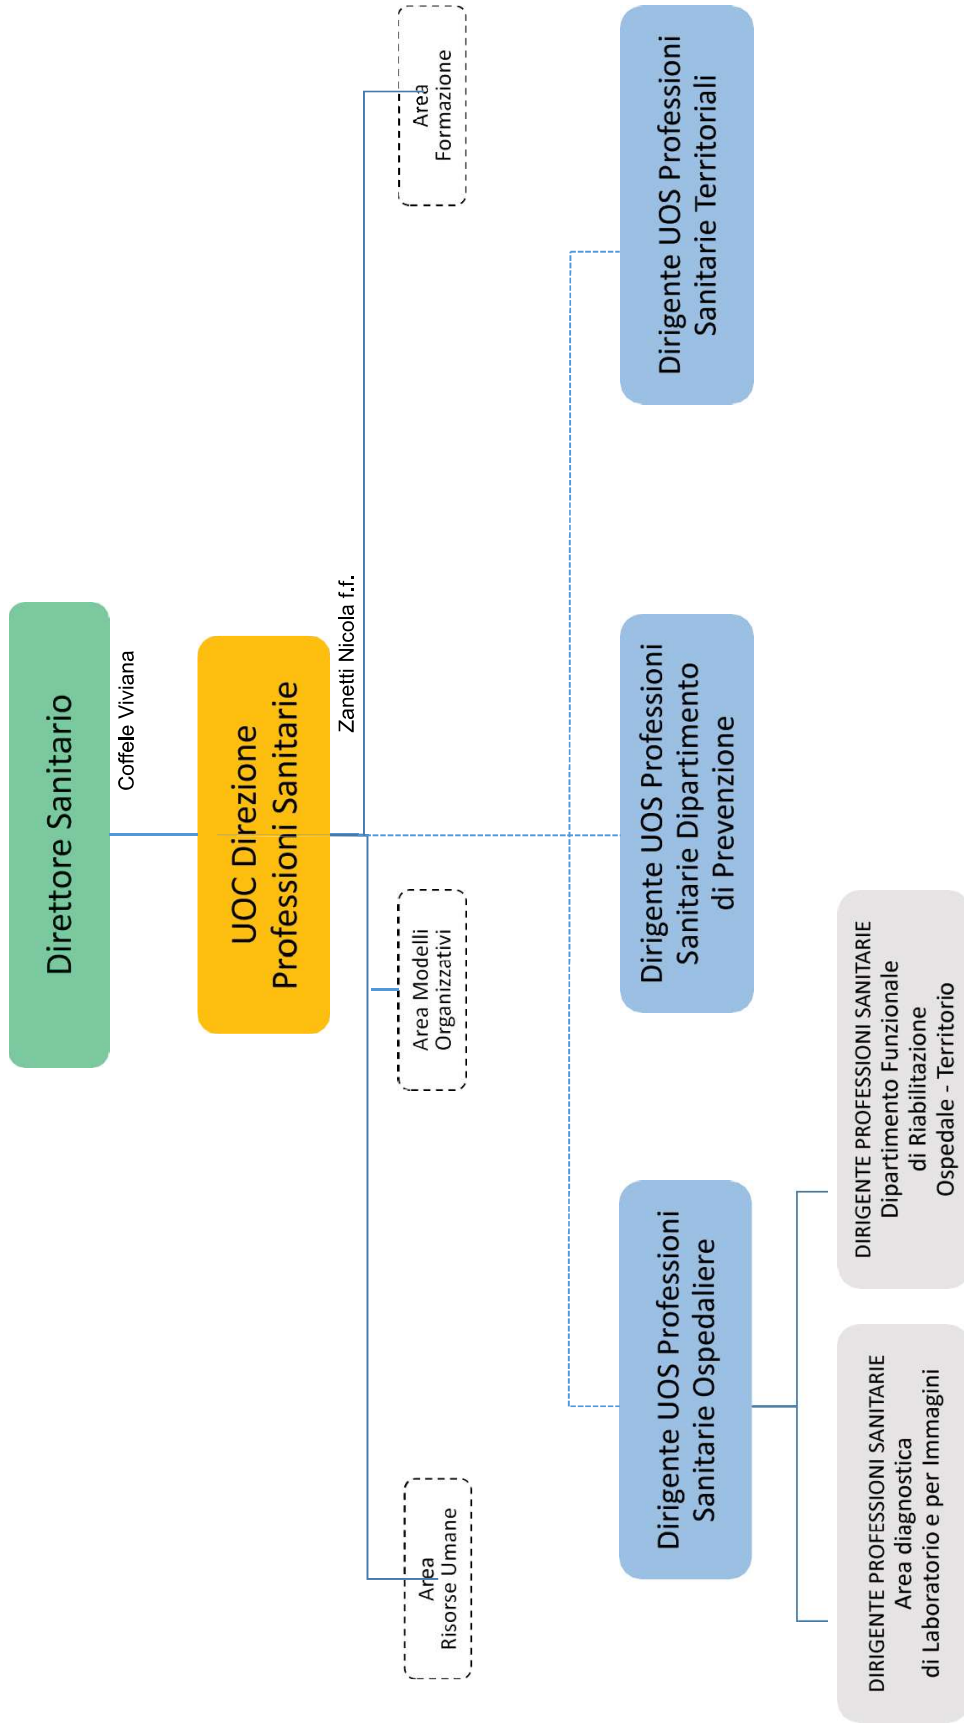 Direttore Sanitario
Coffele Viviana
UOC Direzione
Professioni Sanitarie
Zanetti Nicola f.f.
Area
Risorse Umane
Area Modelli
Organizzativi
Area
Formazione
Dirigente UOS Professioni
Sanitarie Ospedaliere
Dirigente UOS Professioni
Sanitarie Dipartimento
di Prevenzione
Dirigente UOS Professioni
Sanitarie Territoriali
DIRIGENTE PROFESSIONI SANITARIE
Area diagnostica
di Laboratorio e per Immagini
DIRIGENTE PROFESSIONI SANITARIE
Dipartimento Funzionale
di Riabilitazione
Ospedale - Territorio